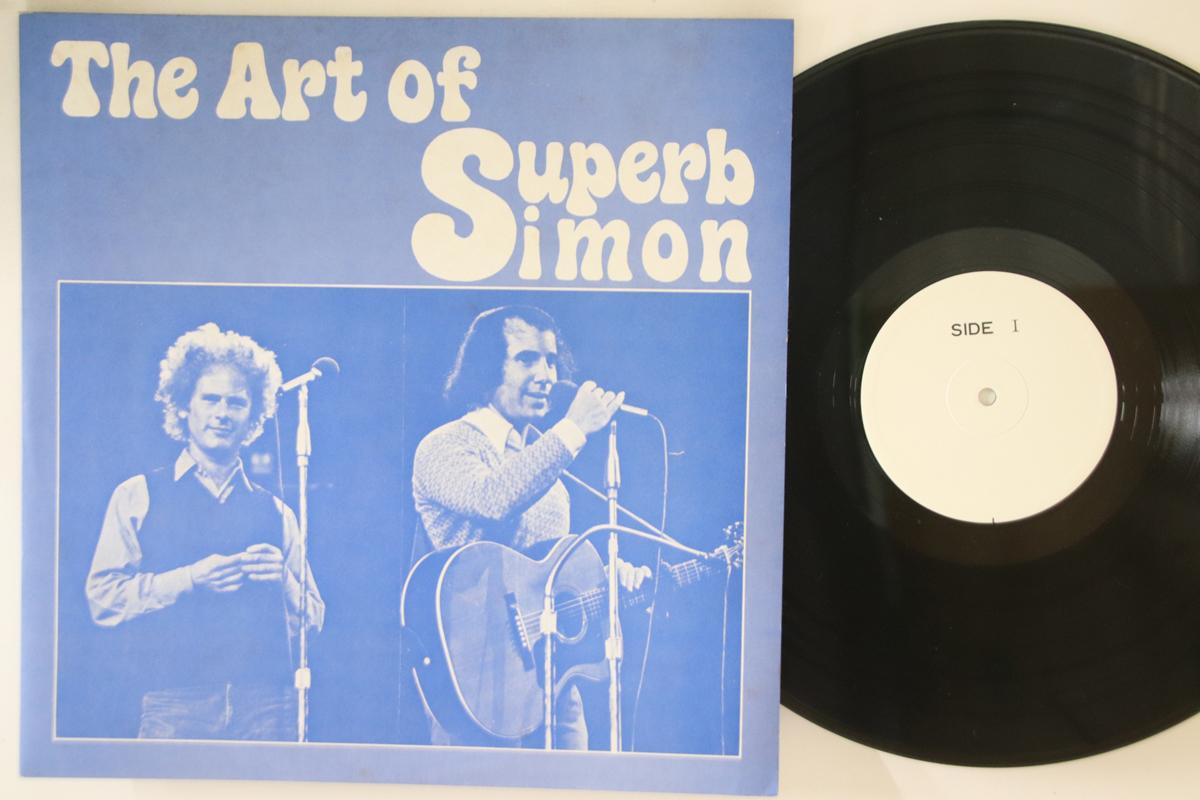 The Art of
Superb
Simon
SIDE I